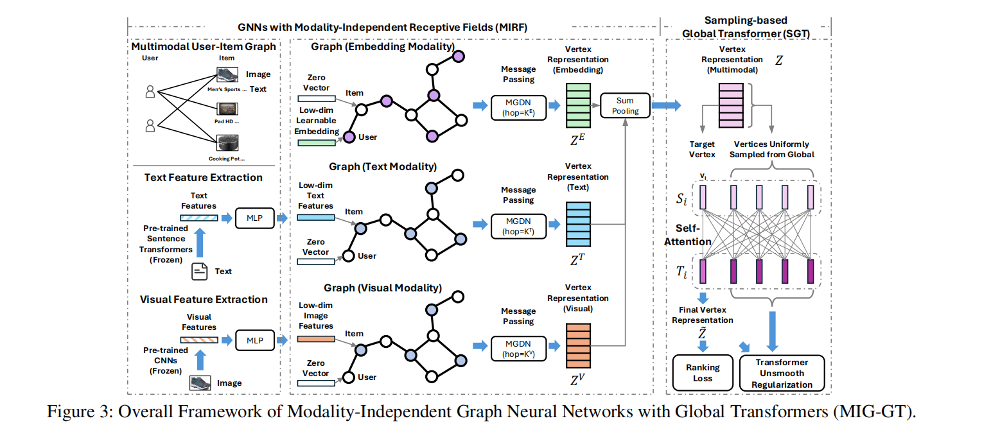 GNNs with Modality-Independent Receptive Fields (MIRF)
Sampling-based
Global Transformer (SGT)
Multimodal User-Item Graph
User
Item
Image
Men's Sports ...
Text
Pad HD ...
Cooking Pot ...
Text Feature Extraction
Text
Features
MLP
Pre-trained
Sentence
Transformers
(Frozen)
Text
Visual Feature Extraction
Visual
Features
MLP
Pre-trained
CNNs
(Frozen)
Image
Graph (Embedding Modality)
Zero
Vector
Item
Low-dim
Learnable
Embedding
User
Message
Passing
MGDN
(hop=K^E)
Vertex
Representation
(Embedding)
Z^E
Sum
Pooling
Graph (Text Modality)
Low-dim
Text
Features
Item
Zero
Vector
User
Message
Passing
MGDN
(hop=K^T)
Vertex
Representation
(Text)
Z^T
Graph (Visual Modality)
Low-dim
Image
Features
Item
Zero
Vector
User
Message
Passing
MGDN
(hop=K^V)
Vertex
Representation
(Visual)
Z^V
Vertex
Representation
(Multimodal)
Z
Target
Vertex
Vertices Uniformly
Sampled from Global
v_i
S_i
Self-
Attention
T_i
Final Vertex
Representation
Z̃
Ranking
Loss
Transformer
Unsmooth
Regularization
Figure 3: Overall Framework of Modality-Independent Graph Neural Networks with Global Transformers (MIG-GT).